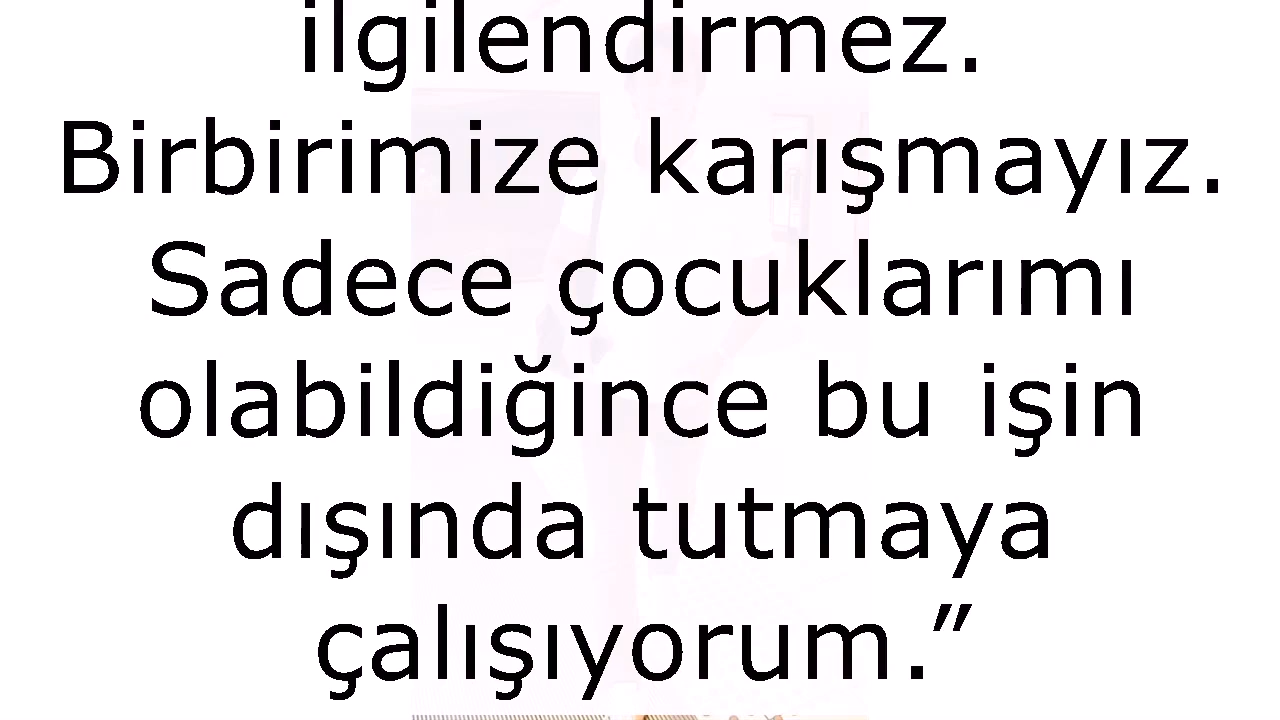 ilgilendirmez.
Birbirimize karışmayız.
Sadece çocuklarımı
olabildiğince bu işin
dışında tutmaya
çalışıyorum.”